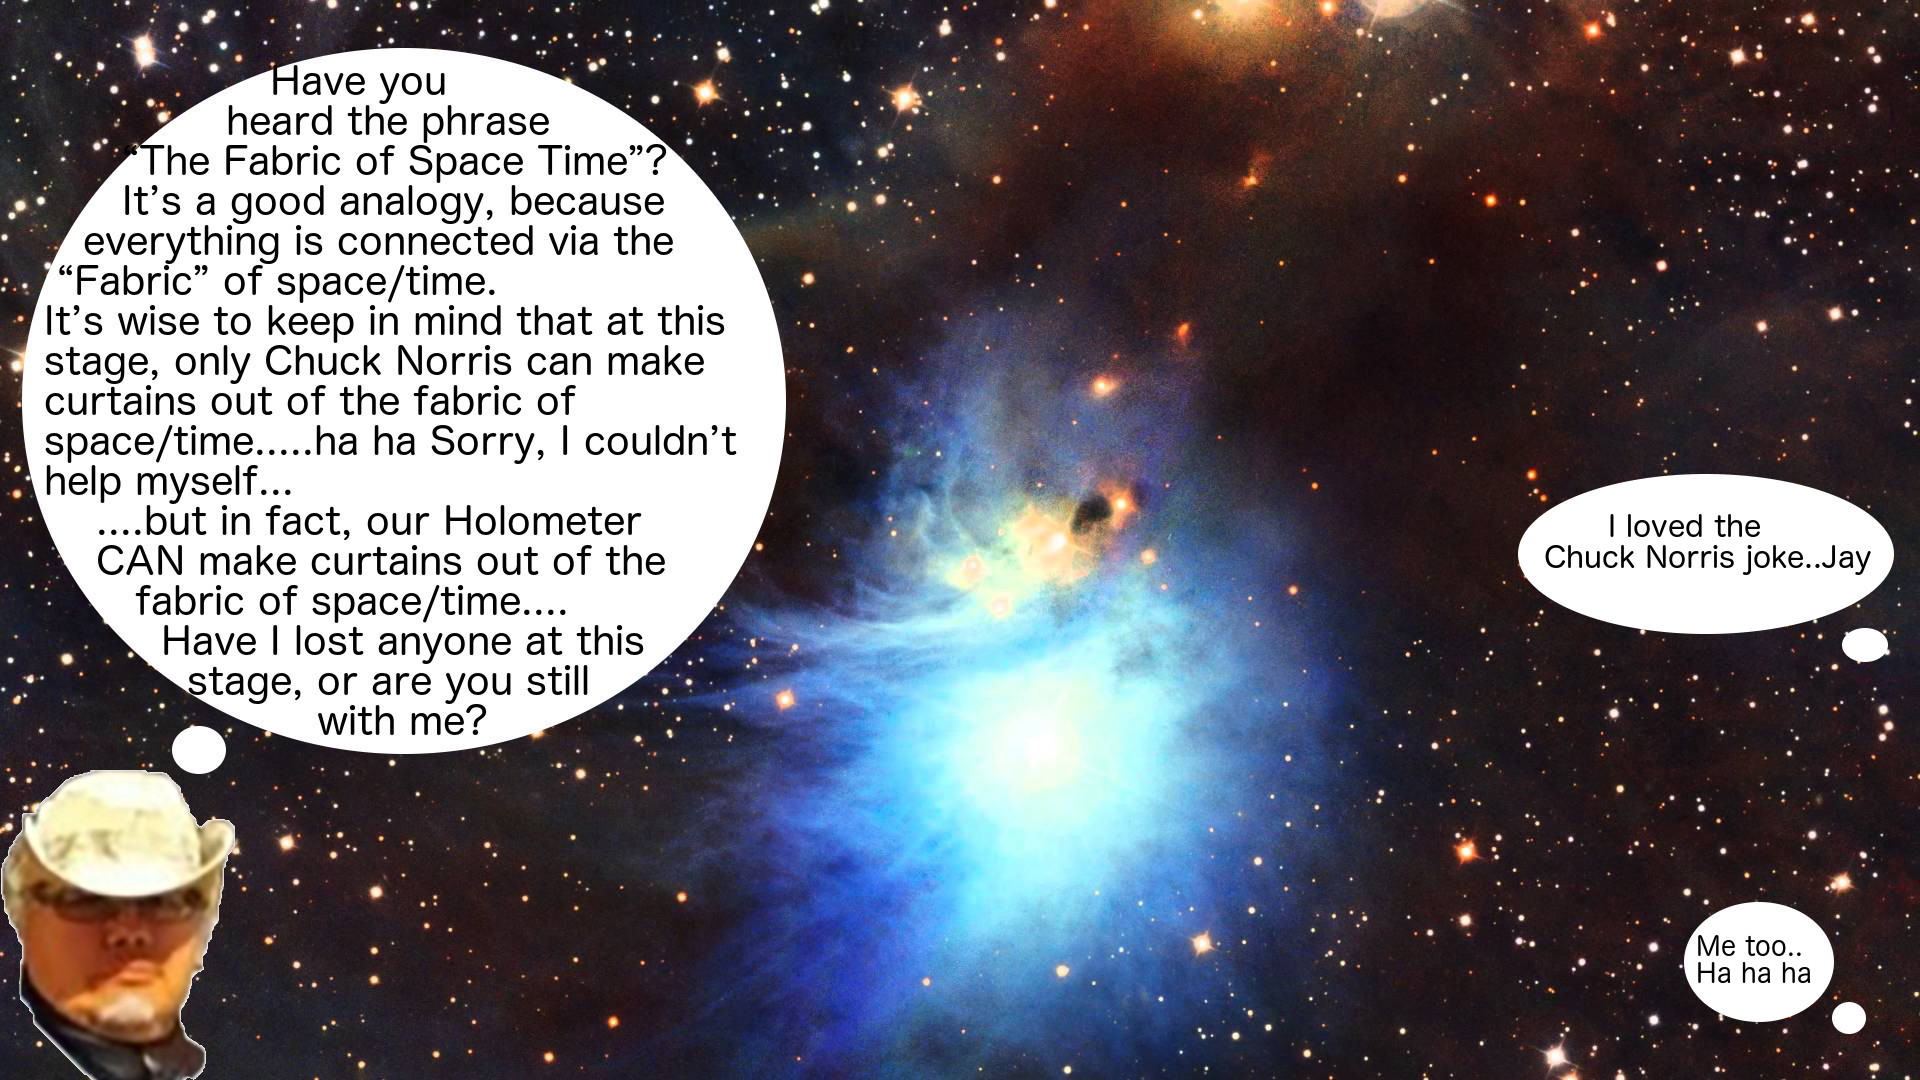 Have you
heard the phrase
“The Fabric of Space Time”?
It’s a good analogy, because
everything is connected via the
“Fabric” of space/time.
It’s wise to keep in mind that at this
stage, only Chuck Norris can make
curtains out of the fabric of
space/time.....ha ha Sorry, I couldn’t
help myself...
....but in fact, our Holometer
CAN make curtains out of the
fabric of space/time....
Have I lost anyone at this
stage, or are you still
with me?
I loved the
Chuck Norris joke..Jay
Me too..
Ha ha ha